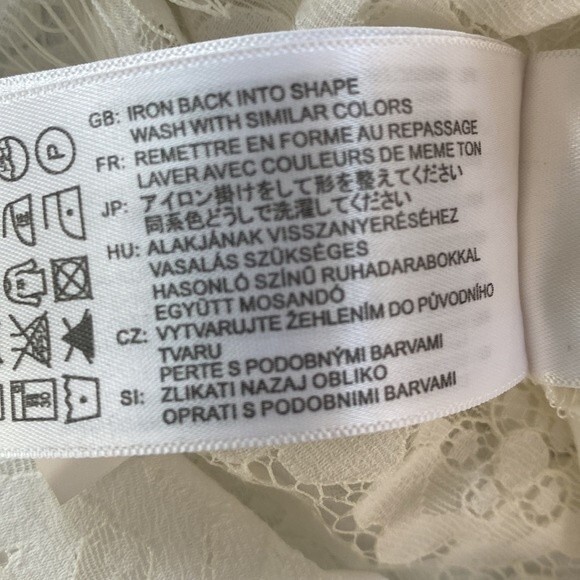 GB: IRON BACK INTO SHAPE
WASH WITH SIMILAR COLORS
FR: REMETTRE EN FORME AU REPASSAGE
LAVER AVEC COULEURS DE MEME TON
JP: アイロン掛けをして形を整えてください
同系色どうしで洗濯してください
HU: ALAKJÁNAK VISSZANYERÉSÉHEZ
VASALÁS SZÜKSÉGES
HASONLÓ SZÍNŰ RUHADARABOKKAL
EGYÜTT MOSANDÓ
CZ: VYTVARUJTE ŽEHLENÍM DO PŮVODNÍHO
TVARU
PERTE S PODOBNÝMI BARVAMI
SI: ZLIKATI NAZAJ OBLIKO
OPRATI S PODOBNIMI BARVAMI
P